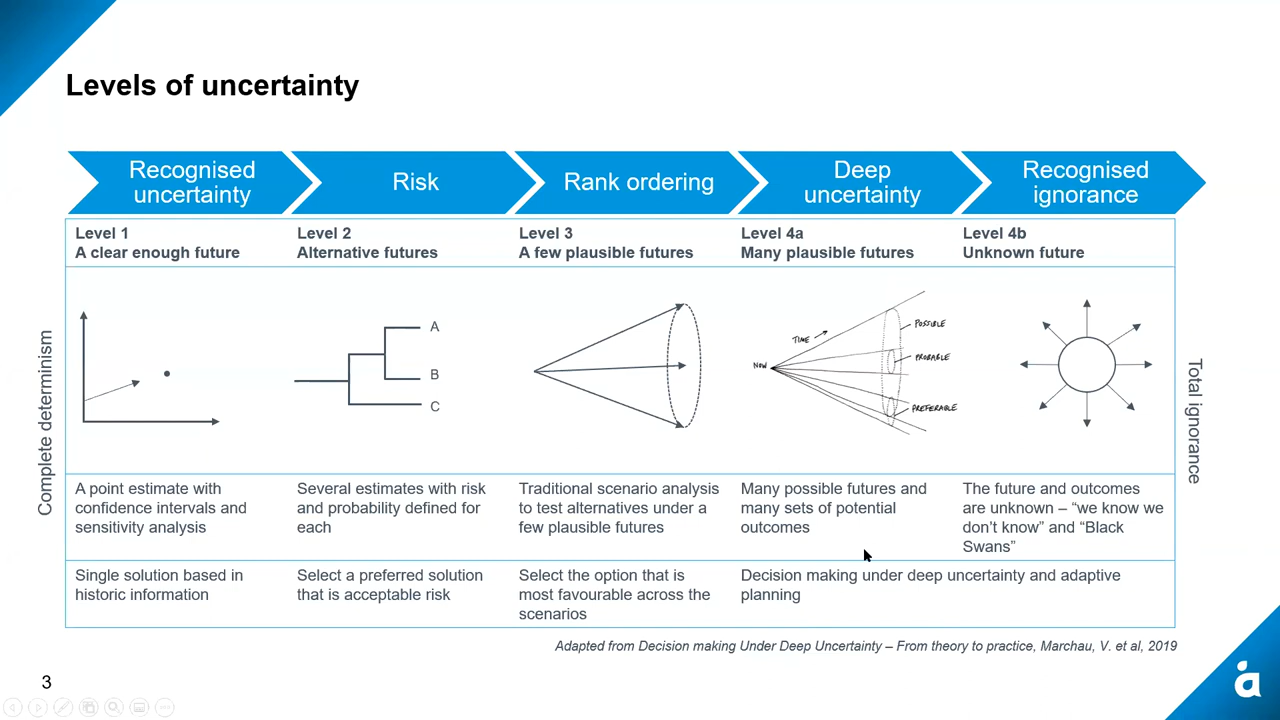 Levels of uncertainty
Recognised
uncertainty
Risk
Rank ordering
Deep
uncertainty
Recognised
ignorance
Level 1
A clear enough future
Level 2
Alternative futures
Level 3
A few plausible futures
Level 4a
Many plausible futures
Level 4b
Unknown future
Complete determinism
A
B
C
TIME
NOW
POSSIBLE
PROBABLE
PREFERABLE
Total ignorance
A point estimate with
confidence intervals and
sensitivity analysis
Several estimates with risk
and probability defined for
each
Traditional scenario analysis
to test alternatives under a
few plausible futures
Many possible futures and
many sets of potential
outcomes
The future and outcomes
are unknown – “we know we
don’t know” and “Black
Swans”
Single solution based in
historic information
Select a preferred solution
that is acceptable risk
Select the option that is
most favourable across the
scenarios
Decision making under deep uncertainty and adaptive
planning
Adapted from Decision making Under Deep Uncertainty – From theory to practice, Marchau, V. et al, 2019
3
a